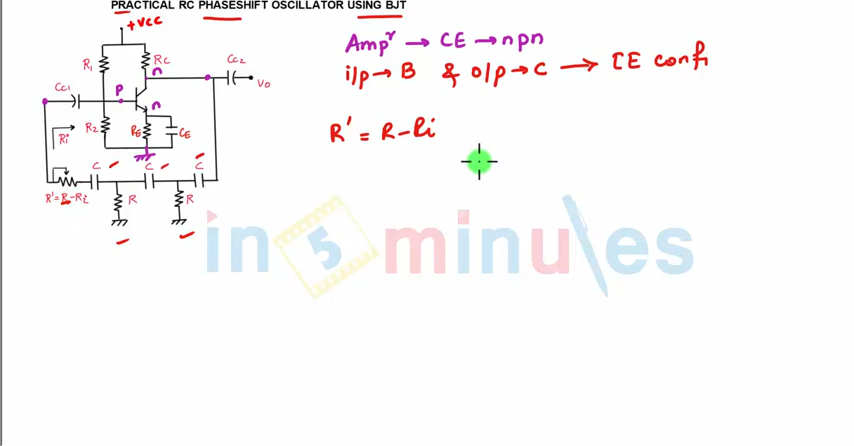 PRACTICAL RC PHASESHIFT OSCILLATOR USING BJT
+VCC
Ampr → CE → npn
R1
RC
n
i/p → B & o/p → C → CE confi
CC2
Vo
CC1
P
n
R2
RE
CE
Ri
R' = R – Ri
C
C
C
R' = R – Ri
R
R
in 5 minutes